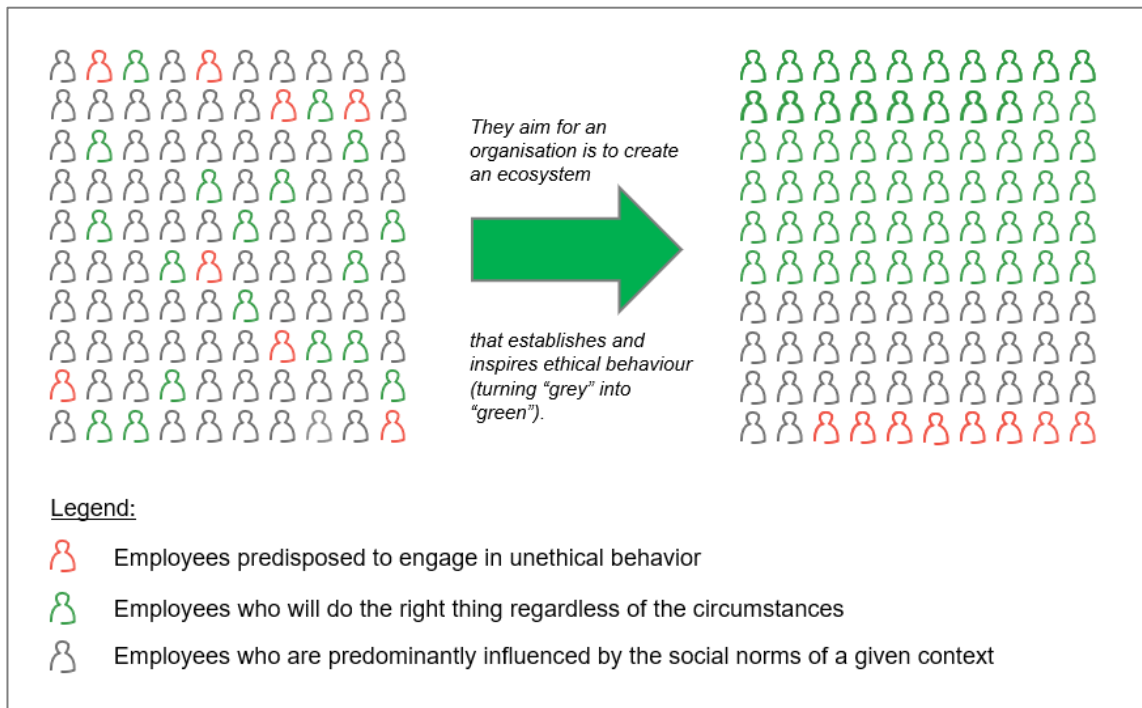 They aim for an
organisation is to create
an ecosystem
that establishes and
inspires ethical behaviour
(turning “grey” into
“green”).
Legend:
Employees predisposed to engage in unethical behavior
Employees who will do the right thing regardless of the circumstances
Employees who are predominantly influenced by the social norms of a given context